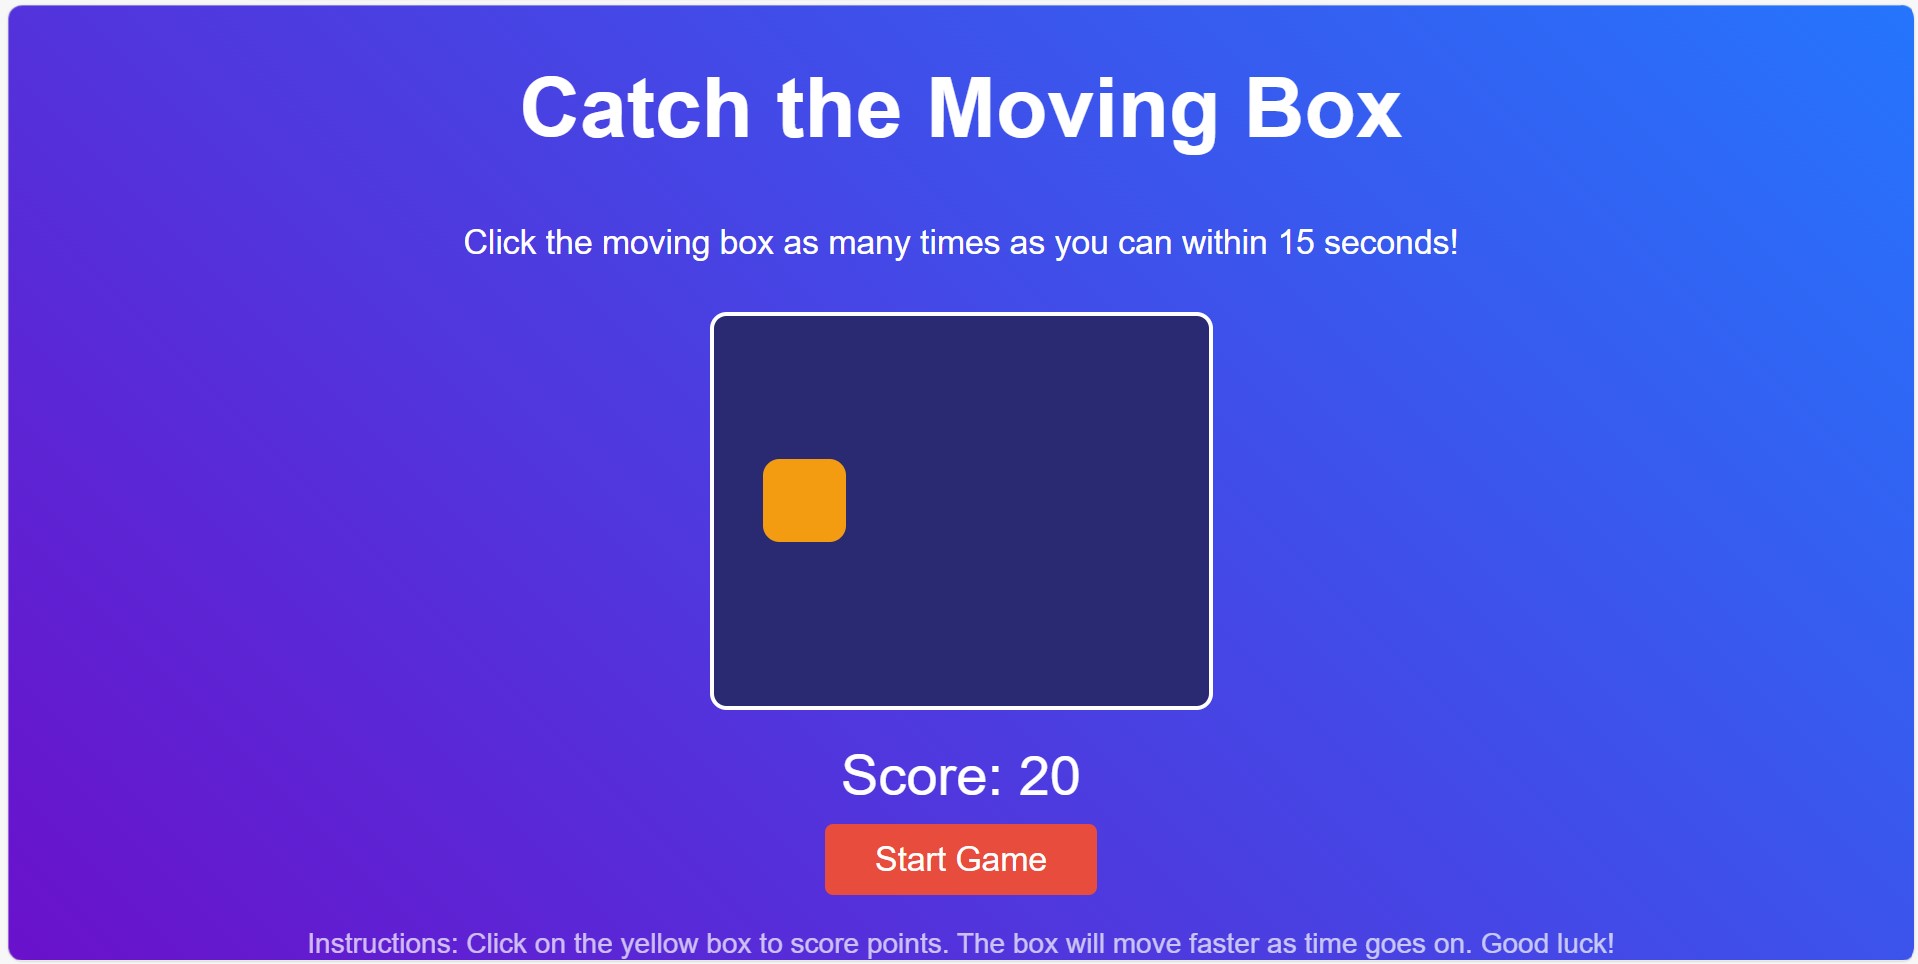 Catch the Moving Box
Click the moving box as many times as you can within 15 seconds!
Score: 20
Start Game
Instructions: Click on the yellow box to score points. The box will move faster as time goes on. Good luck!